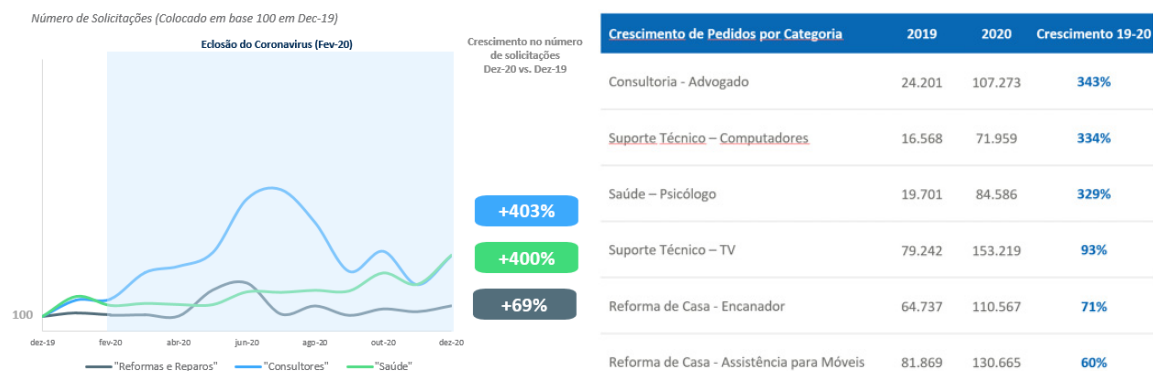 Número de Solicitações (Colocado em base 100 em Dec-19)
Eclosão do Coronavirus (Fev-20)
Crescimento no número
de solicitações
Dez-20 vs. Dez-19
+403%
+400%
+69%
100
dez-19 fev-20 abr-20 jun-20 ago-20 out-20 dez-20
"Reformas e Reparos" "Consultores" "Saúde"
Crescimento de Pedidos por Categoria 2019 2020 Crescimento 19-20
Consultoria - Advogado 24.201 107.273 343%
Suporte Técnico – Computadores 16.568 71.959 334%
Saúde – Psicólogo 19.701 84.586 329%
Suporte Técnico – TV 79.242 153.219 93%
Reforma de Casa - Encanador 64.737 110.567 71%
Reforma de Casa - Assistência para Móveis 81.869 130.665 60%